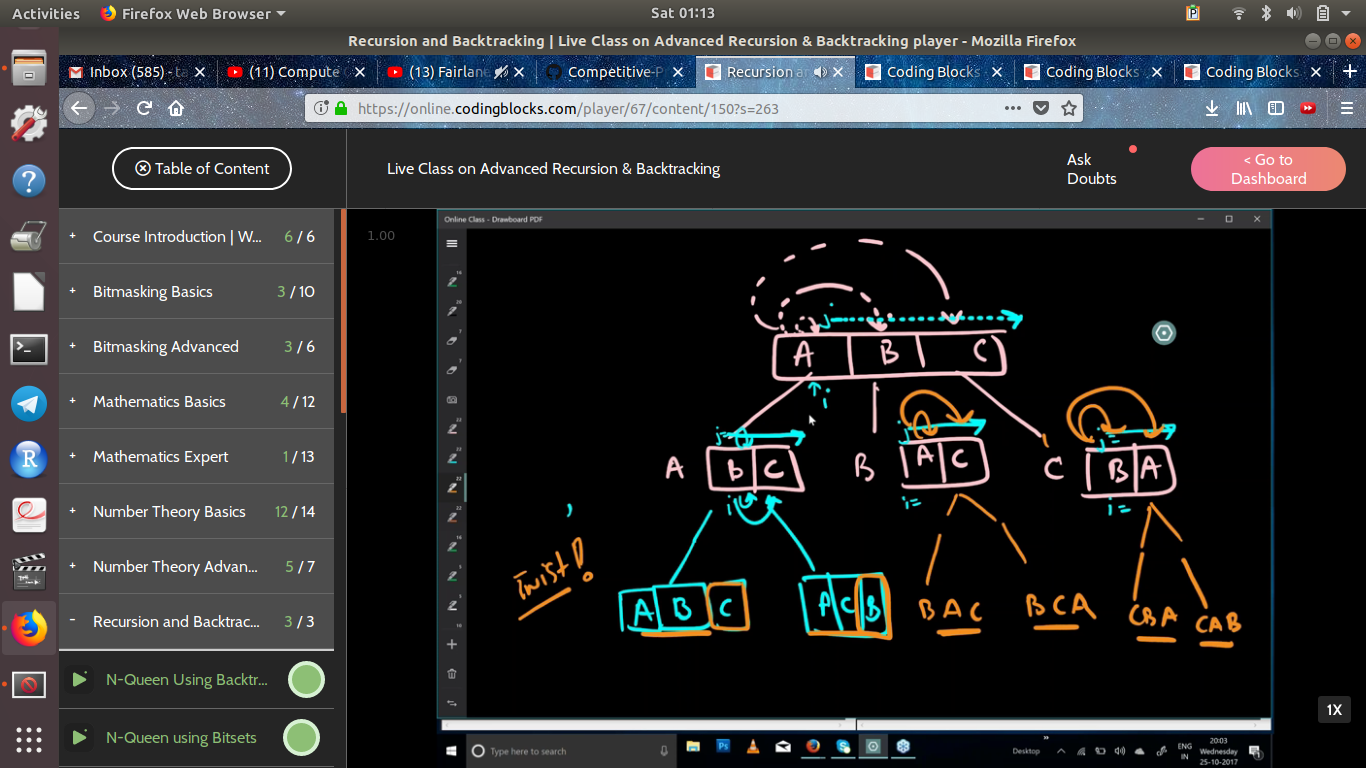 Activities Firefox Web Browser Sat 01:13
Recursion and Backtracking | Live Class on Advanced Recursion & Backtracking player - Mozilla Firefox
Inbox (585) - ta (11) Compute (13) Fairlane Competitive-P Recursion an Coding Blocks Coding Blocks Coding Blocks
https://online.codingblocks.com/player/67/content/150?s=263
Table of Content
Live Class on Advanced Recursion & Backtracking
Ask
Doubts
< Go to
Dashboard
+ Course Introduction | W... 6 / 6
+ Bitmasking Basics 3 / 10
+ Bitmasking Advanced 3 / 6
+ Mathematics Basics 4 / 12
+ Mathematics Expert 1 / 13
+ Number Theory Basics 12 / 14
+ Number Theory Advan... 5 / 7
- Recursion and Backtrac... 3 / 3
N-Queen Using Backtr...
N-Queen using Bitsets
1.00
Online Class - Drawboard PDF
j
A B C
i
j= j j=
A B C B A C C B A
i i= i=
Twist!
A B C A C B B A C B C A C B A C A B
1X
Type here to search
Desktop
ENG
IN
20:03
Wednesday
25-10-2017